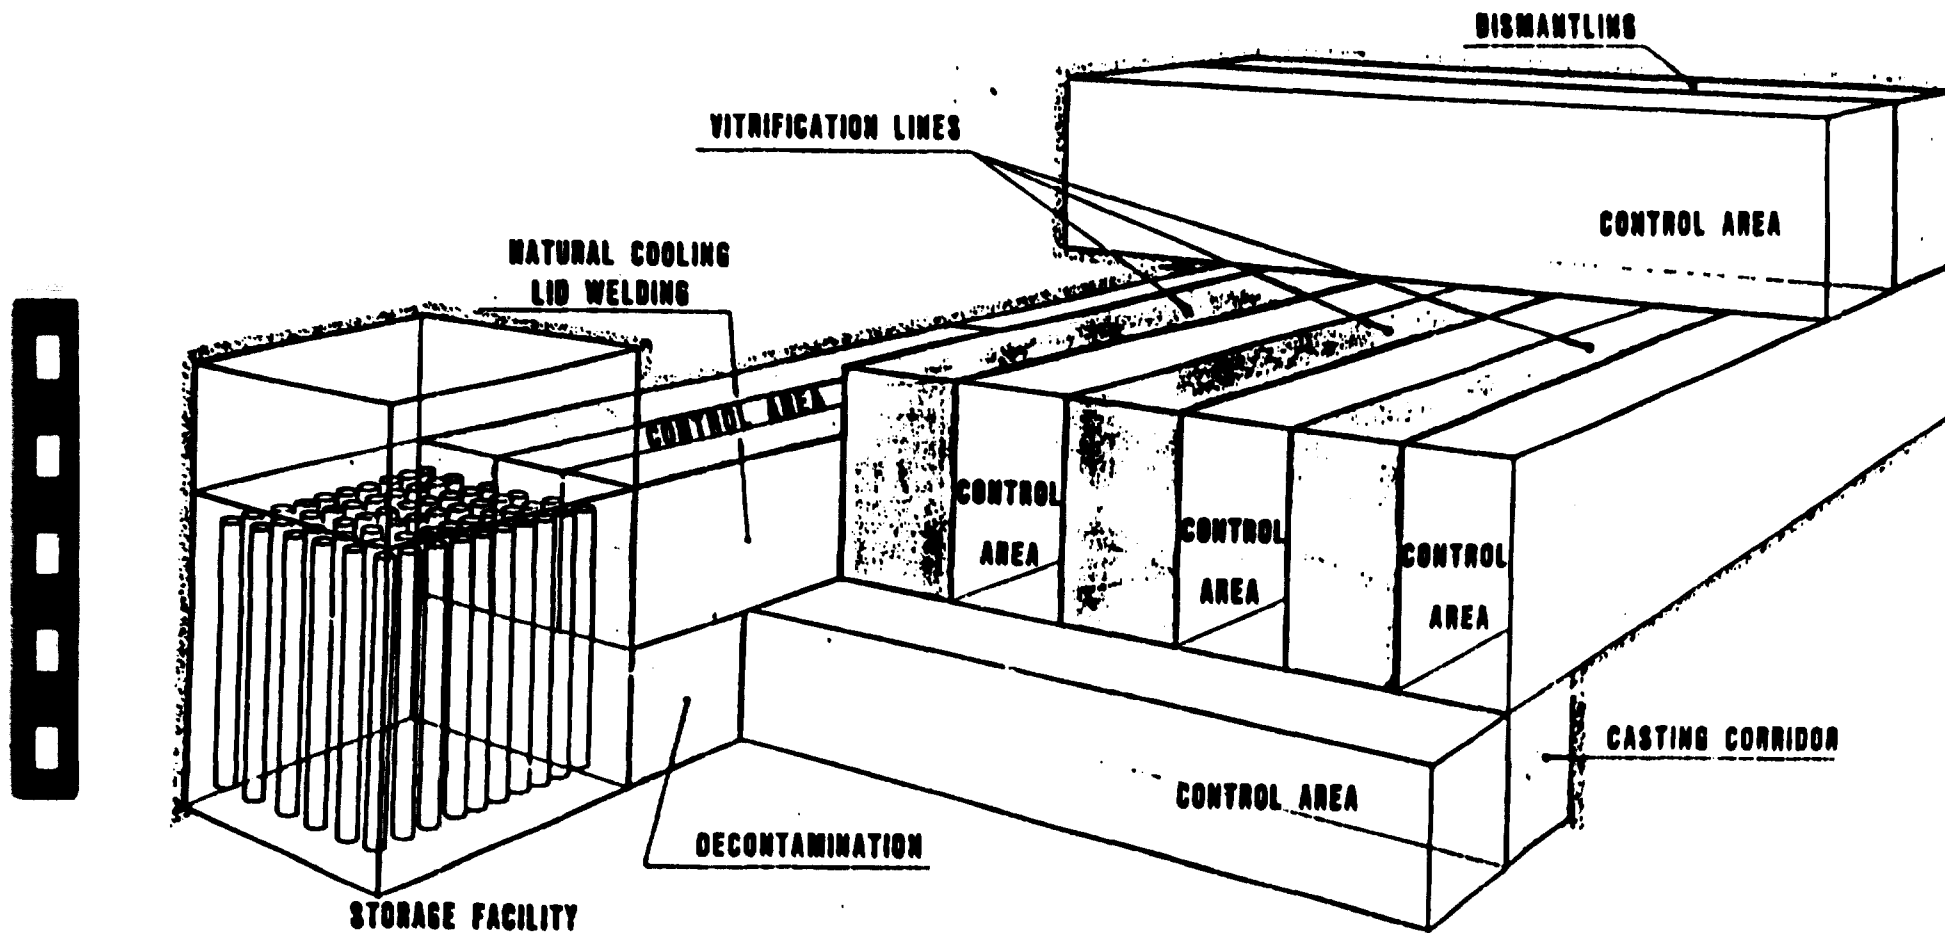 DISMANTLING
VITRIFICATION LINES
CONTROL AREA
NATURAL COOLING
LID WELDING
CONTROL AREA
CONTROL
AREA
CONTROL
AREA
CONTROL
AREA
CASTING CORRIDOR
CONTROL AREA
DECONTAMINATION
STORAGE FACILITY